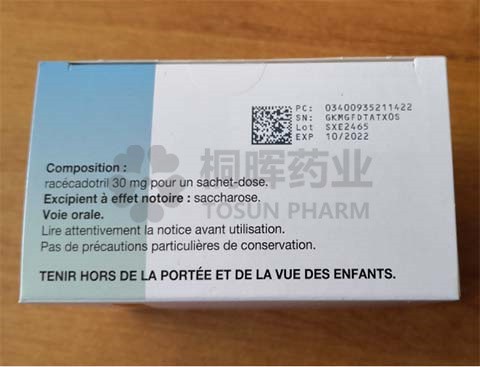 PC: 03400935211422
SN: GKMGFDTATXOS
Lot SXE2465
EXP 10/2022
Composition :
racécadotril 30 mg pour un sachet-dose.
Excipient à effet notoire : saccharose.
Voie orale.
Lire attentivement la notice avant utilisation.
Pas de précautions particulières de conservation.
TENIR HORS DE LA PORTÉE ET DE LA VUE DES ENFANTS.
桐晖药业
TOSUN PHARM